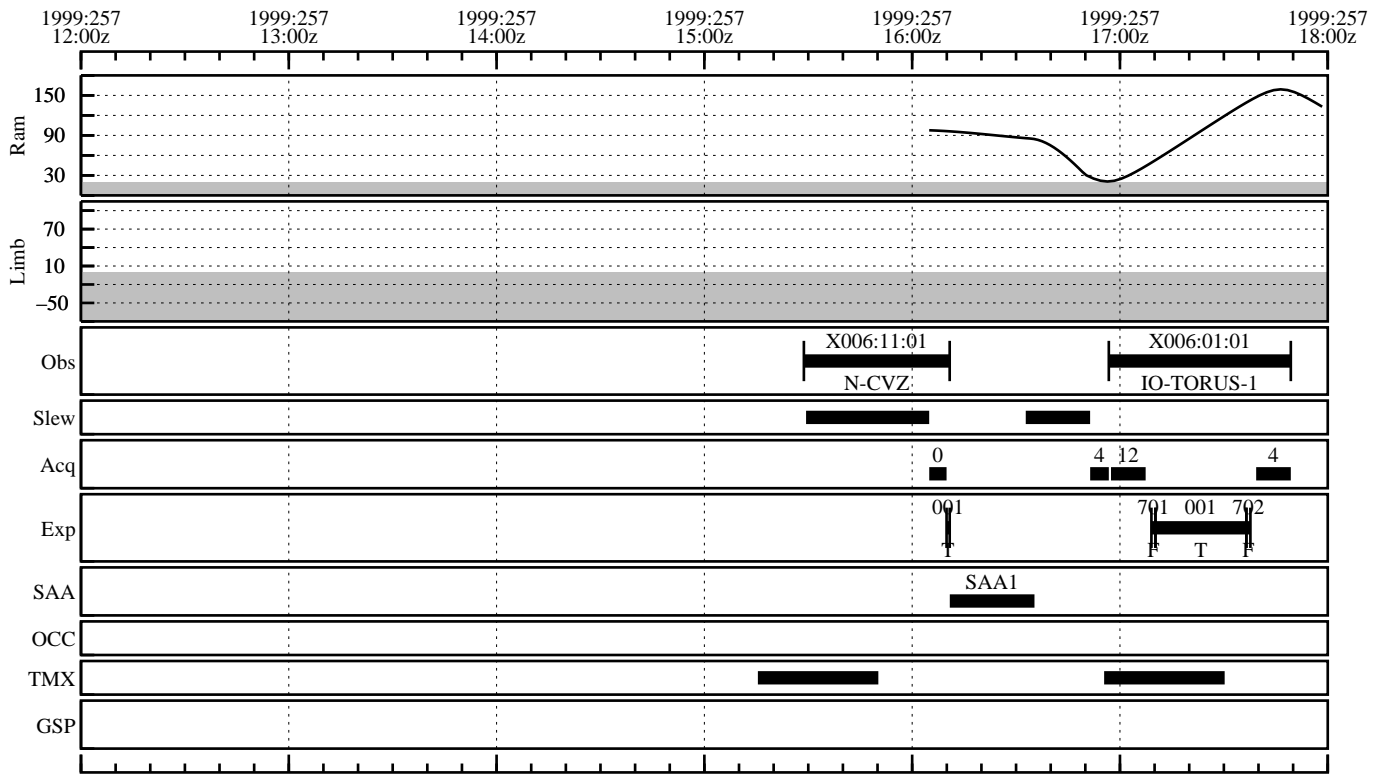 1999:257 1999:257 1999:257 1999:257 1999:257 1999:257 1999:257
12:00z 13:00z 14:00z 15:00z 16:00z 17:00z 18:00z
Ram
150
90
30
Limb
70
10
−50
Obs
X006:11:01 X006:01:01
N-CVZ IO-TORUS-1
Slew
Acq
0 4 12 4
Exp
001 701 001 702
T F T F
SAA
SAA1
OCC
TMX
GSP